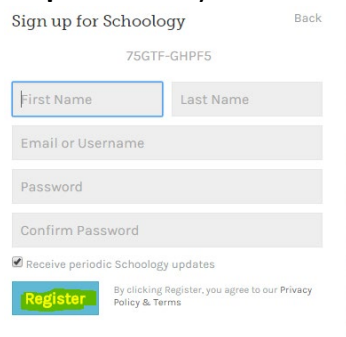 Sign up for Schoology Back
75GTF-GHPF5
First Name Last Name
Email or Username
Password
Confirm Password
Receive periodic Schoology updates
Register By clicking Register, you agree to our Privacy
Policy & Terms